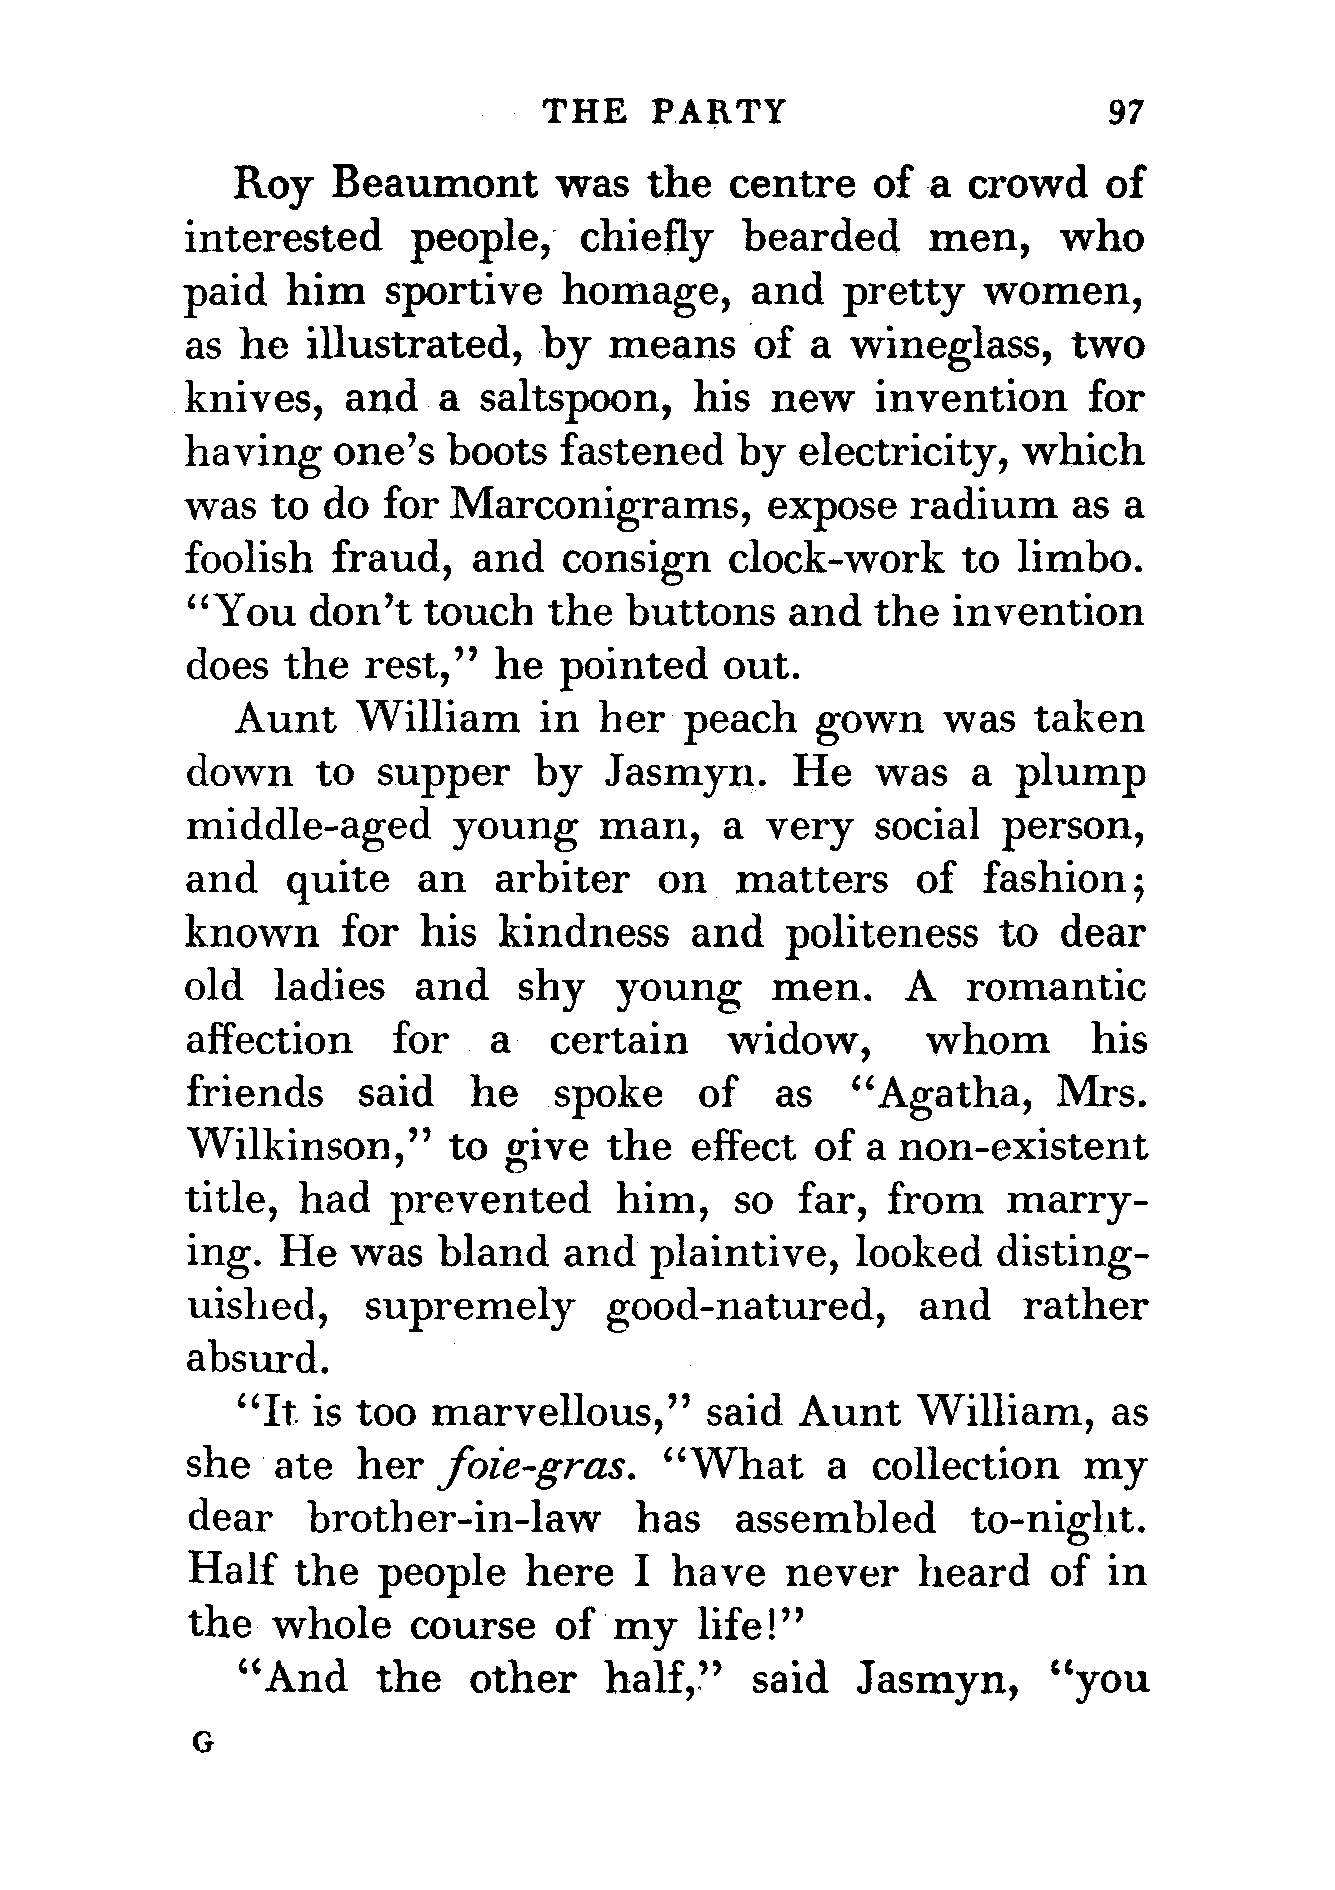 THE PARTY 97
Roy Beaumont was the centre of a crowd of
interested people, chiefly bearded men, who
paid him sportive homage, and pretty women,
as he illustrated, by means of a wineglass, two
knives, and a saltspoon, his new invention for
having one's boots fastened by electricity, which
was to do for Marconigrams, expose radium as a
foolish fraud, and consign clock-work to limbo.
"You don't touch the buttons and the invention
does the rest," he pointed out.
Aunt William in her peach gown was taken
down to supper by Jasmyn. He was a plump
middle-aged young man, a very social person,
and quite an arbiter on matters of fashion;
known for his kindness and politeness to dear
old ladies and shy young men. A romantic
affection for a certain widow, whom his
friends said he spoke of as "Agatha, Mrs.
Wilkinson," to give the effect of a non-existent
title, had prevented him, so far, from marry-
ing. He was bland and plaintive, looked disting-
uished, supremely good-natured, and rather
absurd.
"It is too marvellous," said Aunt William, as
she ate her foie-gras. "What a collection my
dear brother-in-law has assembled to-night.
Half the people here I have never heard of in
the whole course of my life!"
"And the other half," said Jasmyn, "you
G